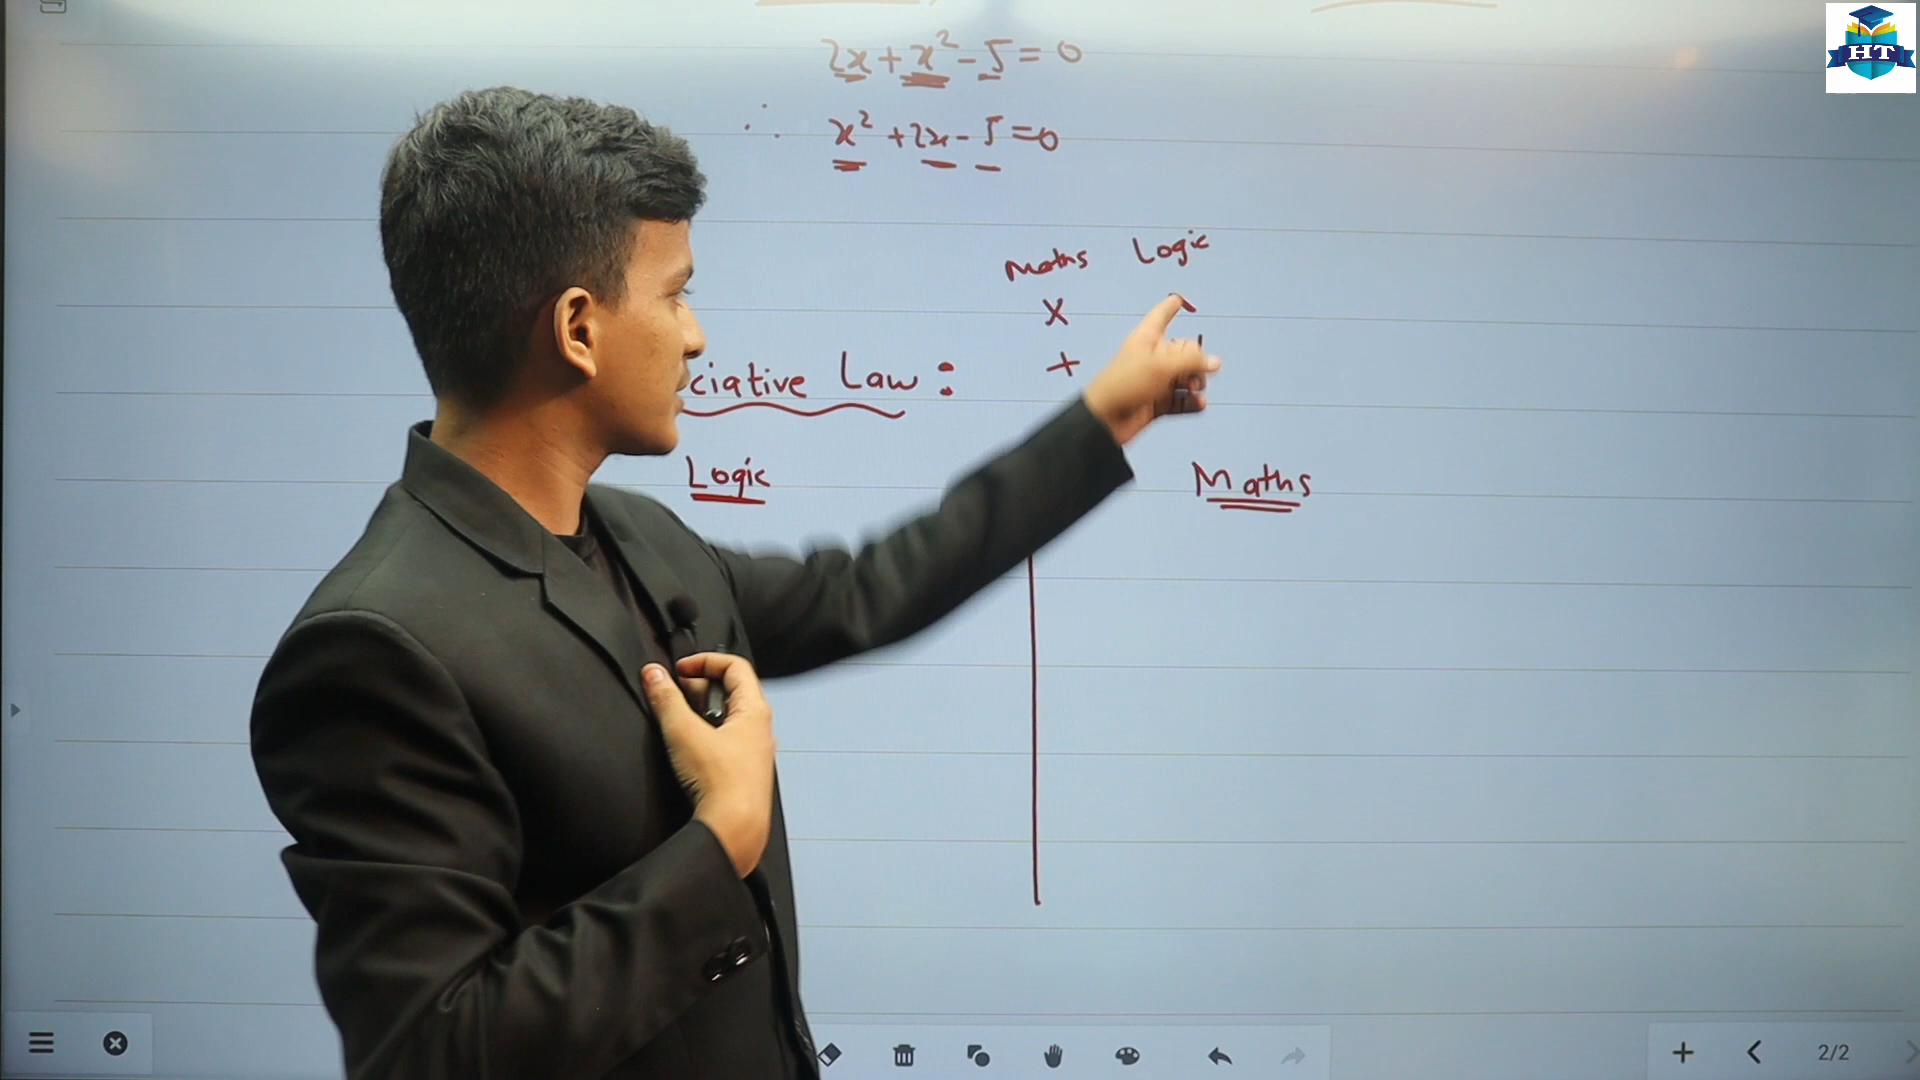 2x + x² - 5 = 0
∴ x² + 2x - 5 = 0
Maths Logic
×
ciative Law : +
Logic Maths
HT
2/2